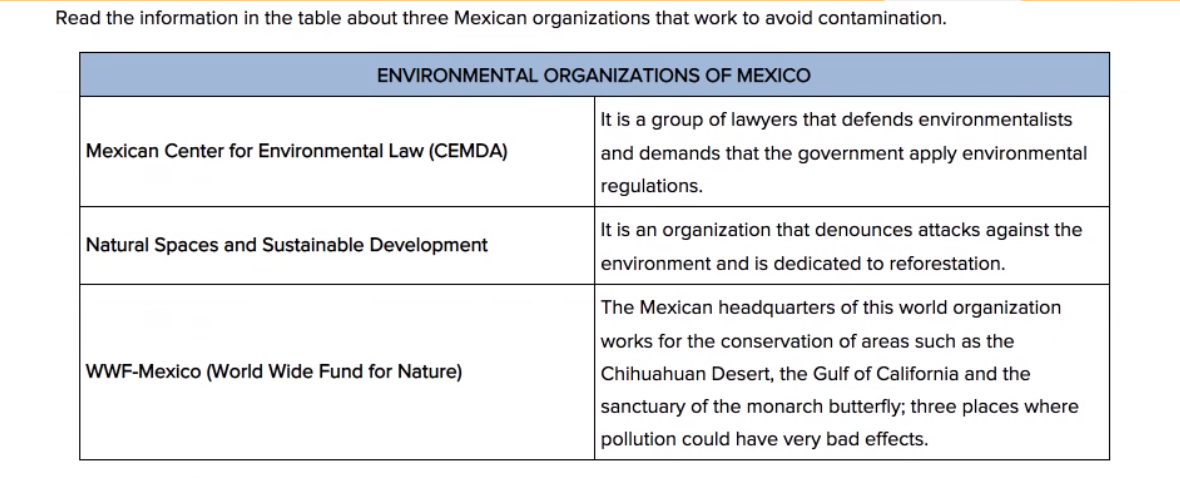 Read the information in the table about three Mexican organizations that work to avoid contamination.
ENVIRONMENTAL ORGANIZATIONS OF MEXICO
Mexican Center for Environmental Law (CEMDA)
It is a group of lawyers that defends environmentalists
and demands that the government apply environmental
regulations.
Natural Spaces and Sustainable Development
It is an organization that denounces attacks against the
environment and is dedicated to reforestation.
WWF-Mexico (World Wide Fund for Nature)
The Mexican headquarters of this world organization
works for the conservation of areas such as the
Chihuahuan Desert, the Gulf of California and the
sanctuary of the monarch butterfly; three places where
pollution could have very bad effects.